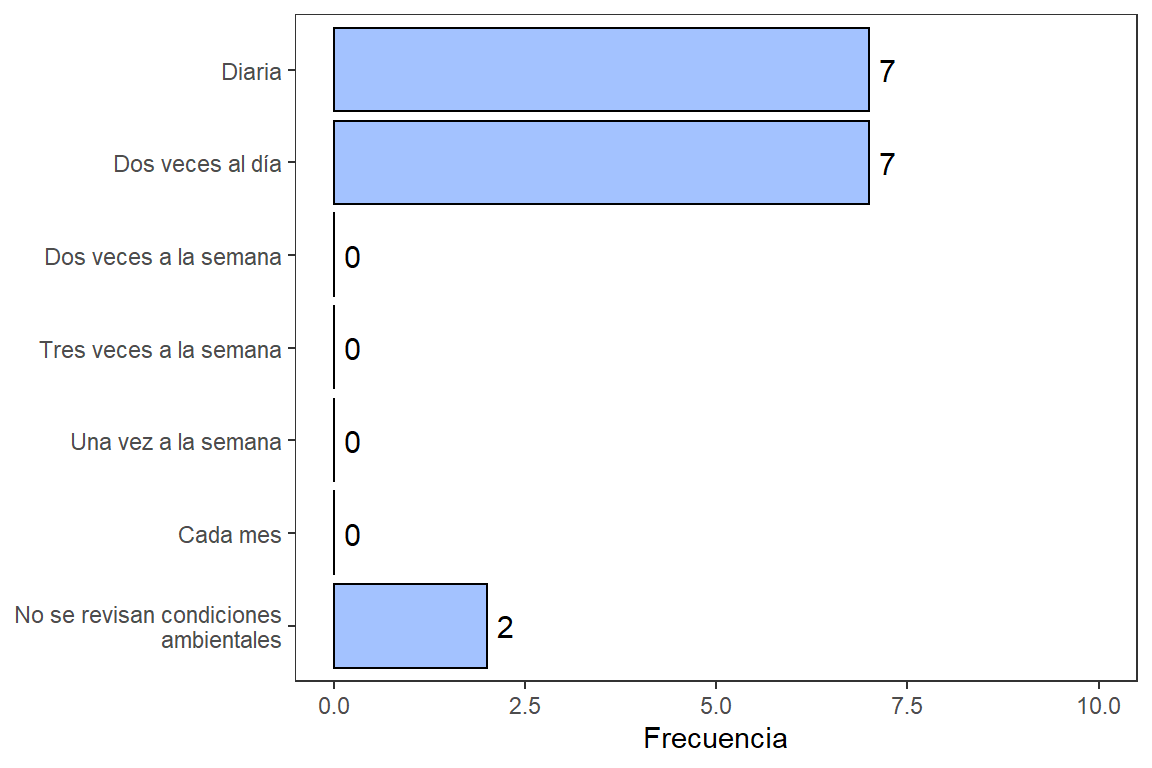 Diaria
7
Dos veces al día
7
Dos veces a la semana
0
Tres veces a la semana
0
Una vez a la semana
0
Cada mes
0
No se revisan condiciones
ambientales
2
0.0 2.5 5.0 7.5 10.0
Frecuencia